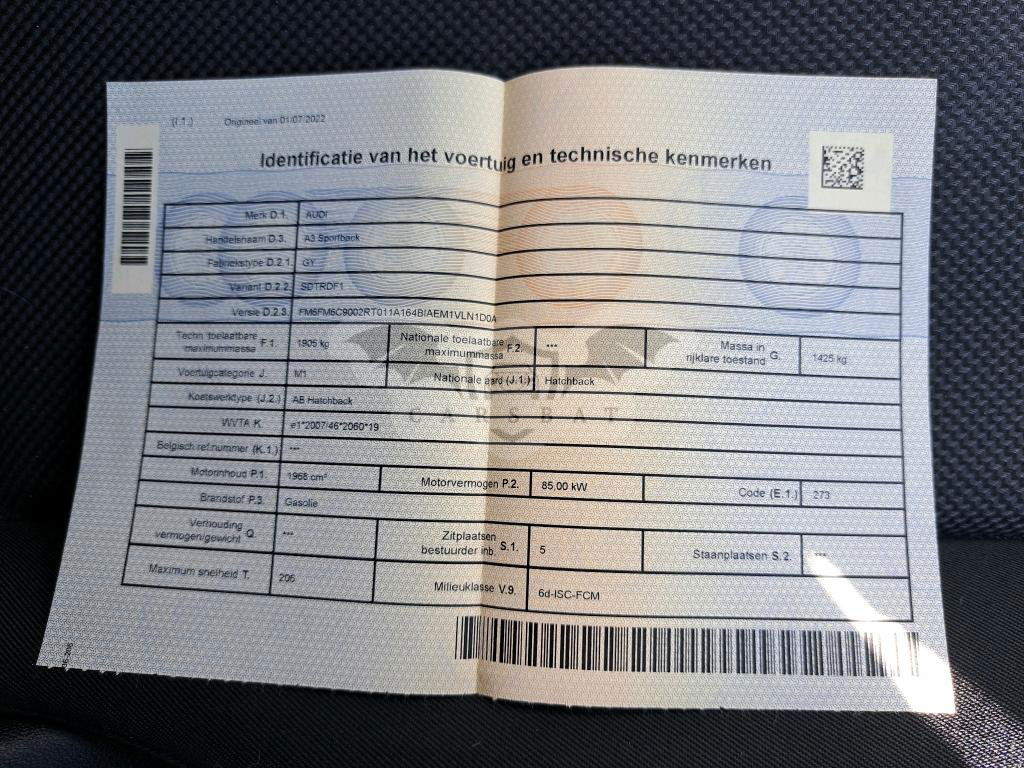 (I.1.) Origineel van 01/07/2022
Identificatie van het voertuig en technische kenmerken
Merk D.1. AUDI
Handelsnaam D.3. A3 Sportback
Fabriekstype D.2.1. GY
Variant D.2.2. SDTRDF1
Versie D.2.3. FM6FM6C9002RT011A164BIAEM1VLN1D0A
Techn toelaatbare maximummassa F.1. 1905 kg Nationale toelaatbare maximummassa F.2. --- Massa in rijklare toestand G. 1425 kg
Voertuigcategorie J. M1 Nationale aard (J.1.) Hatchback
Koetswerktype (J.2.) AB Hatchback
CARSBAT
WVTA K. e1*2007/46*2060*19
Belgisch ref.nummer (K.1.) ---
Motorinhoud P.1. 1968 cm³ Motorvermogen P.2. 85,00 kW Code (E.1.) 273
Brandstof P.3. Gasolie
Verhouding vermogen/gewicht Q. --- Zitplaatsen bestuurder inb. S.1. 5 Staanplaatsen S.2. ---
Maximum snelheid T. 206 Milieuklasse V.9. 6d-ISC-FCM